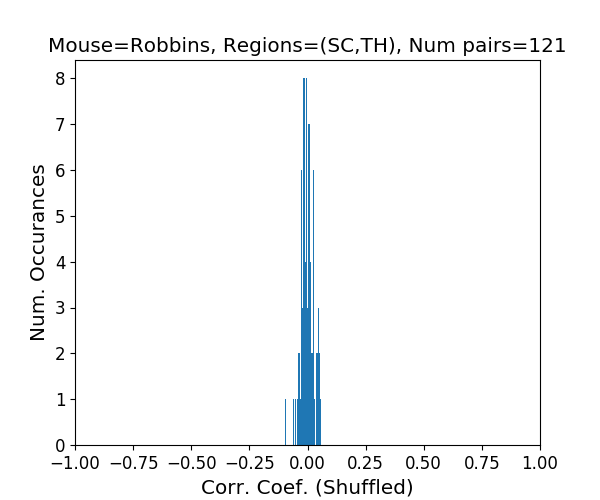 Mouse=Robbins, Regions=(SC,TH), Num pairs=121
8
7
6
5
4
3
2
1
0
Num. Occurances
−1.00 −0.75 −0.50 −0.25 0.00 0.25 0.50 0.75 1.00
Corr. Coef. (Shuffled)